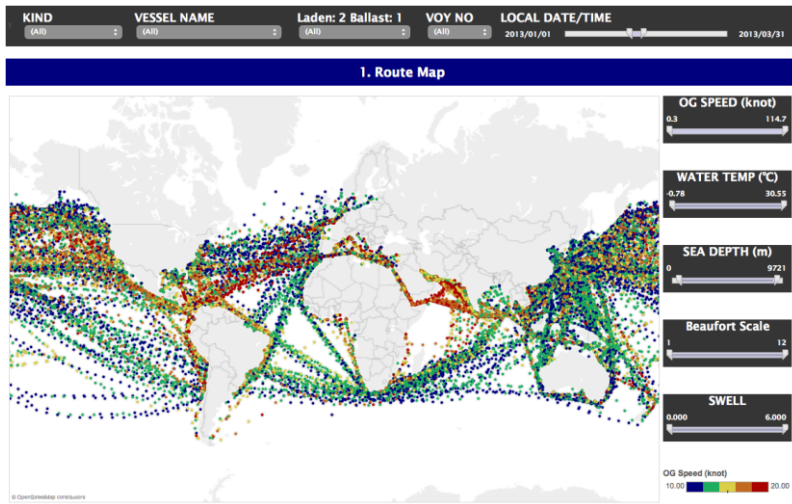 KIND VESSEL NAME Laden: 2 Ballast: 1 VOY NO LOCAL DATE/TIME
(All) (All) (All) (All) 2013/01/01 2013/03/31
1. Route Map
OG SPEED (knot)
0.3 114.7
WATER TEMP (℃)
-0.78 30.55
SEA DEPTH (m)
0 9721
Beaufort Scale
1 12
SWELL
0.000 6.000
OG Speed (knot)
10.00 20.00
© OpenStreetMap contributors